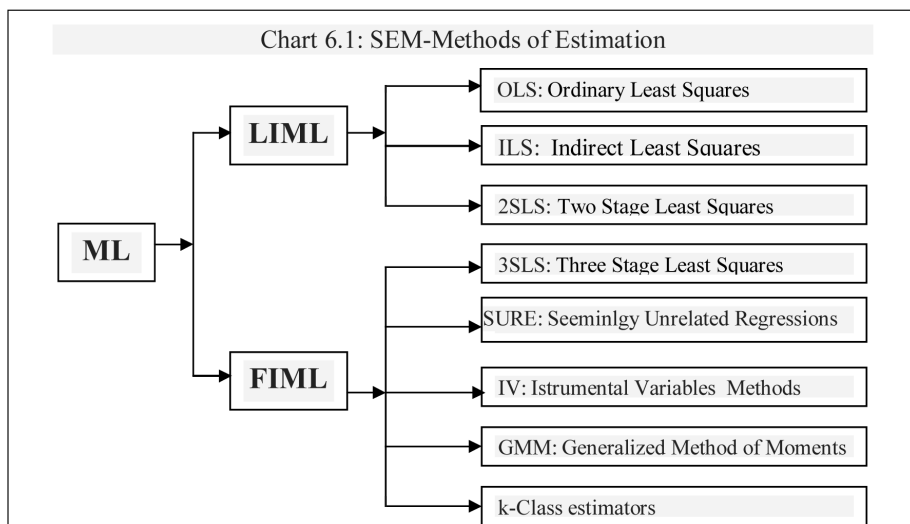 Chart 6.1: SEM-Methods of Estimation
ML
LIML
OLS: Ordinary Least Squares
ILS: Indirect Least Squares
2SLS: Two Stage Least Squares
FIML
3SLS: Three Stage Least Squares
SURE: Seeminlgy Unrelated Regressions
IV: Istrumental Variables Methods
GMM: Generalized Method of Moments
k-Class estimators